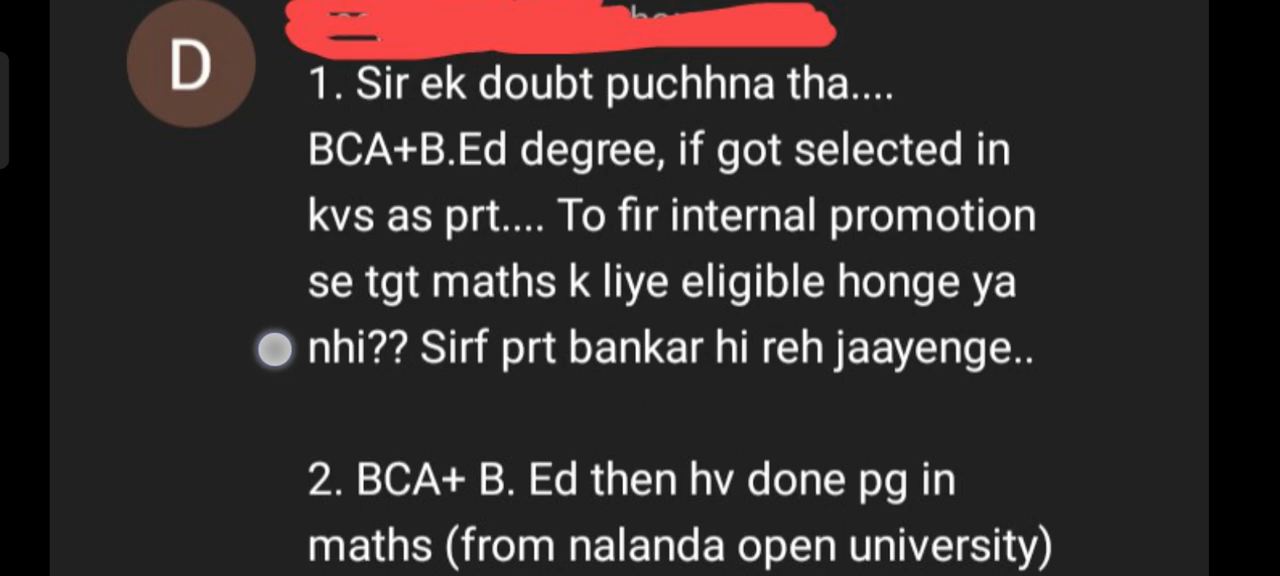 D
1. Sir ek doubt puchhna tha....
BCA+B.Ed degree, if got selected in
kvs as prt.... To fir internal promotion
se tgt maths k liye eligible honge ya
nhi?? Sirf prt bankar hi reh jaayenge..
2. BCA+ B. Ed then hv done pg in
maths (from nalanda open university)